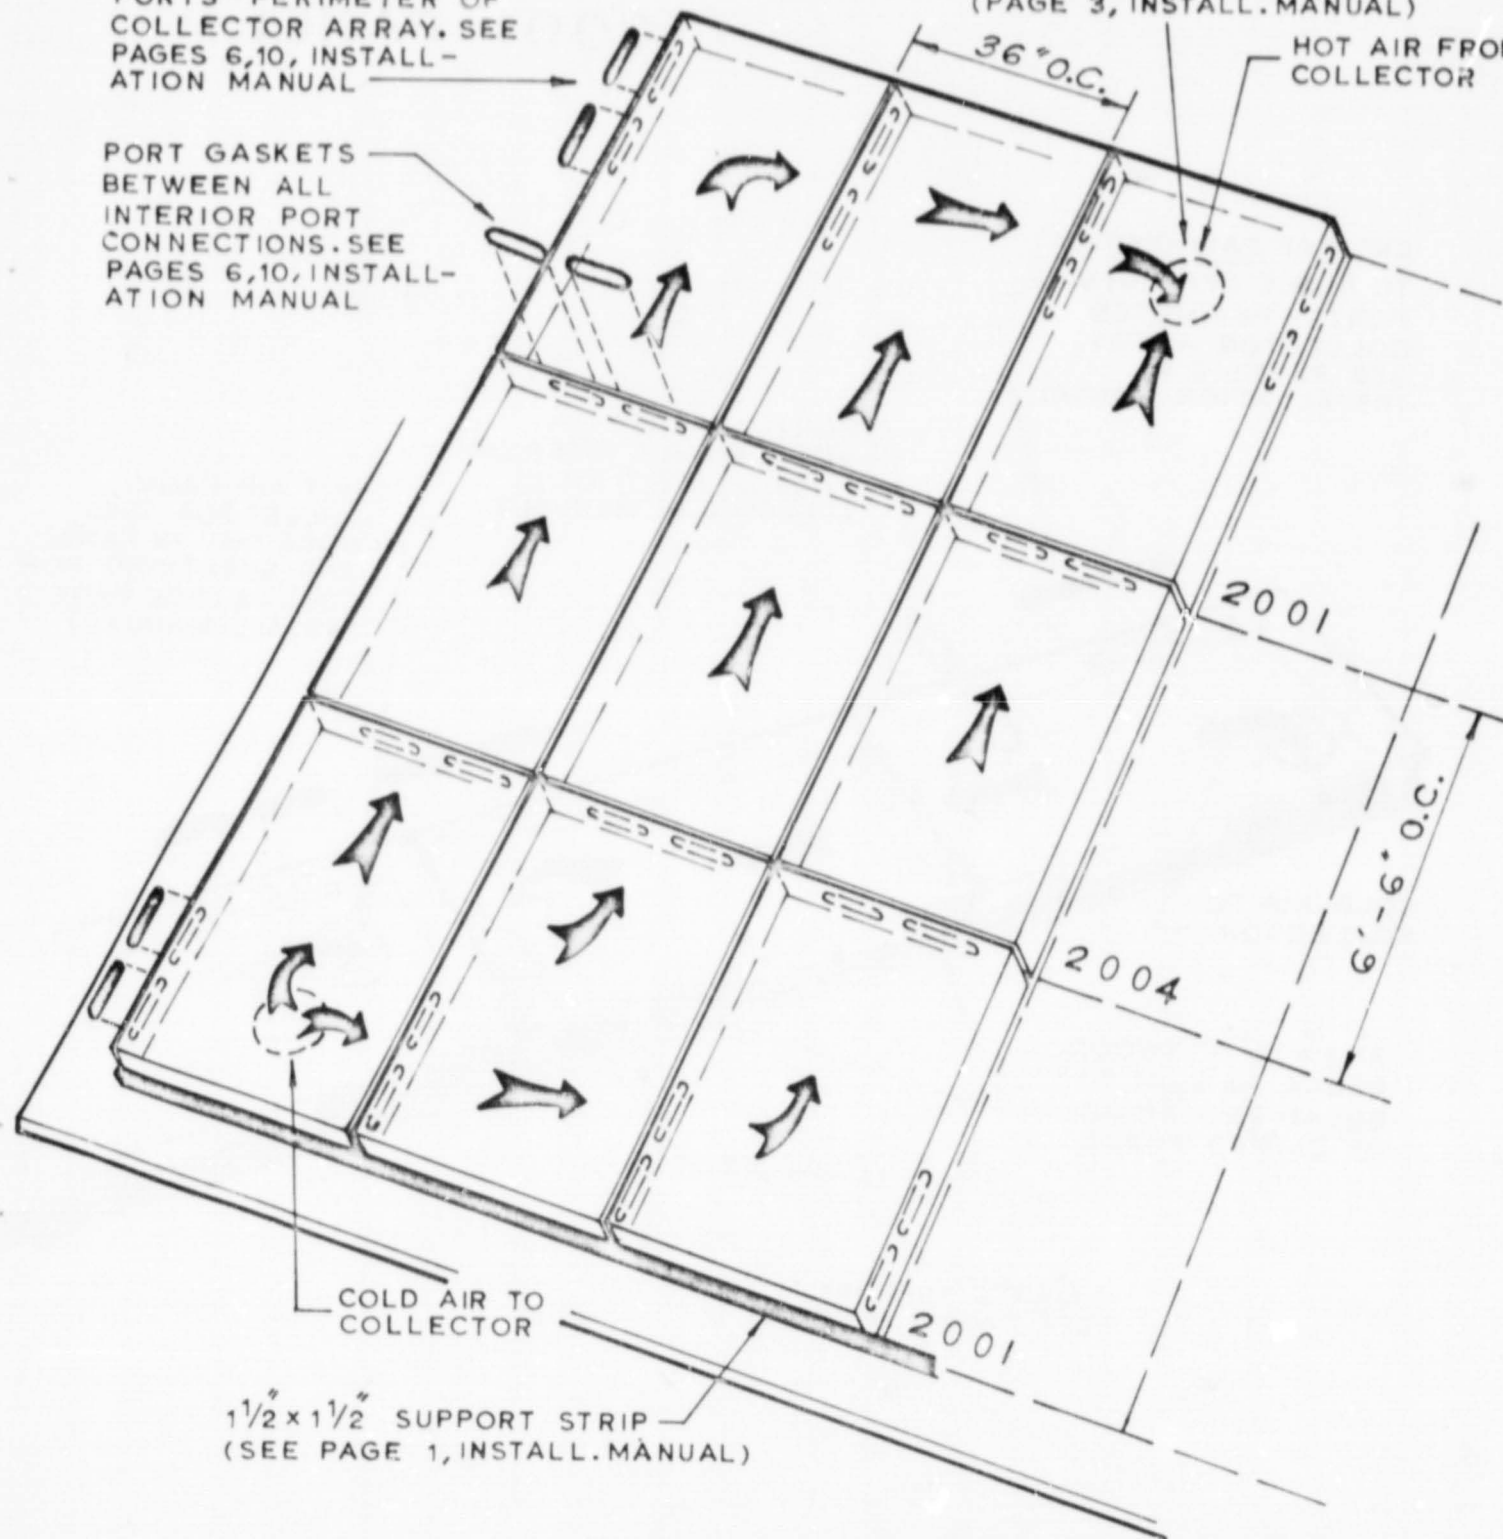 PORTS PERIMETER OF
COLLECTOR ARRAY. SEE
PAGES 6,10, INSTALL-
ATION MANUAL
(PAGE 3, INSTALL. MANUAL)
36" O.C.
HOT AIR FROM
COLLECTOR
PORT GASKETS
BETWEEN ALL
INTERIOR PORT
CONNECTIONS. SEE
PAGES 6,10, INSTALL-
ATION MANUAL
2001
6'-6" O.C.
2004
2001
COLD AIR TO
COLLECTOR
1 1/2" x 1 1/2" SUPPORT STRIP
(SEE PAGE 1, INSTALL. MANUAL)